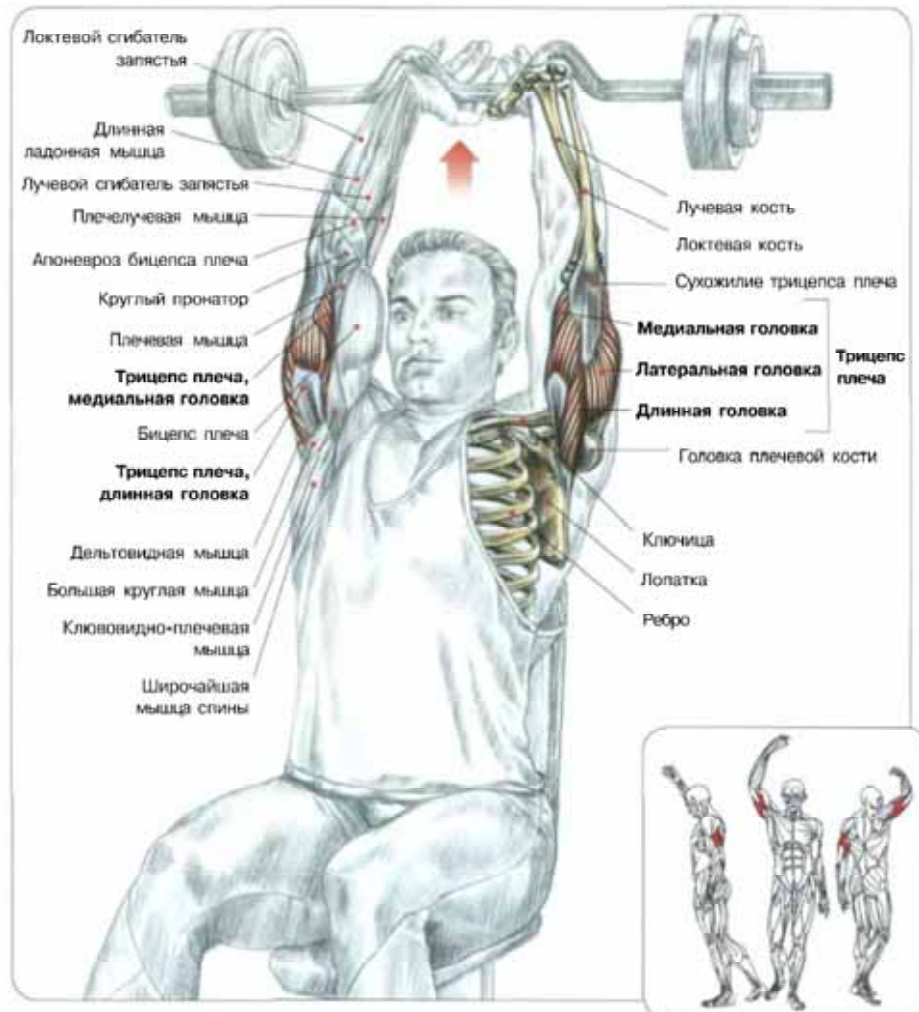 Локтевой сгибатель
запястья
Длинная
ладонная мышца
Лучевой сгибатель запястья
Плечелучевая мышца
Апоневроз бицепса плеча
Круглый пронатор
Плечевая мышца
Трицепс плеча,
медиальная головка
Бицепс плеча
Трицепс плеча,
длинная головка
Дельтовидная мышца
Большая круглая мышца
Клювовидно-плечевая
мышца
Широчайшая
мышца спины
Лучевая кость
Локтевая кость
Сухожилие трицепса плеча
Медиальная головка
Латеральная головка
Длинная головка
Трицепс
плеча
Головка плечевой кости
Ключица
Лопатка
Ребро